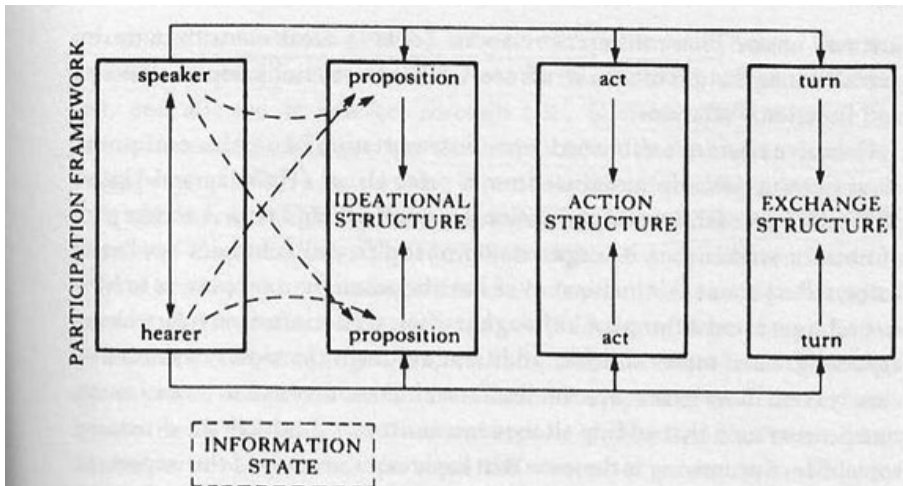 PARTICIPATION FRAMEWORK
speaker
hearer
proposition
IDEATIONAL
STRUCTURE
proposition
act
ACTION
STRUCTURE
act
turn
EXCHANGE
STRUCTURE
turn
INFORMATION
STATE